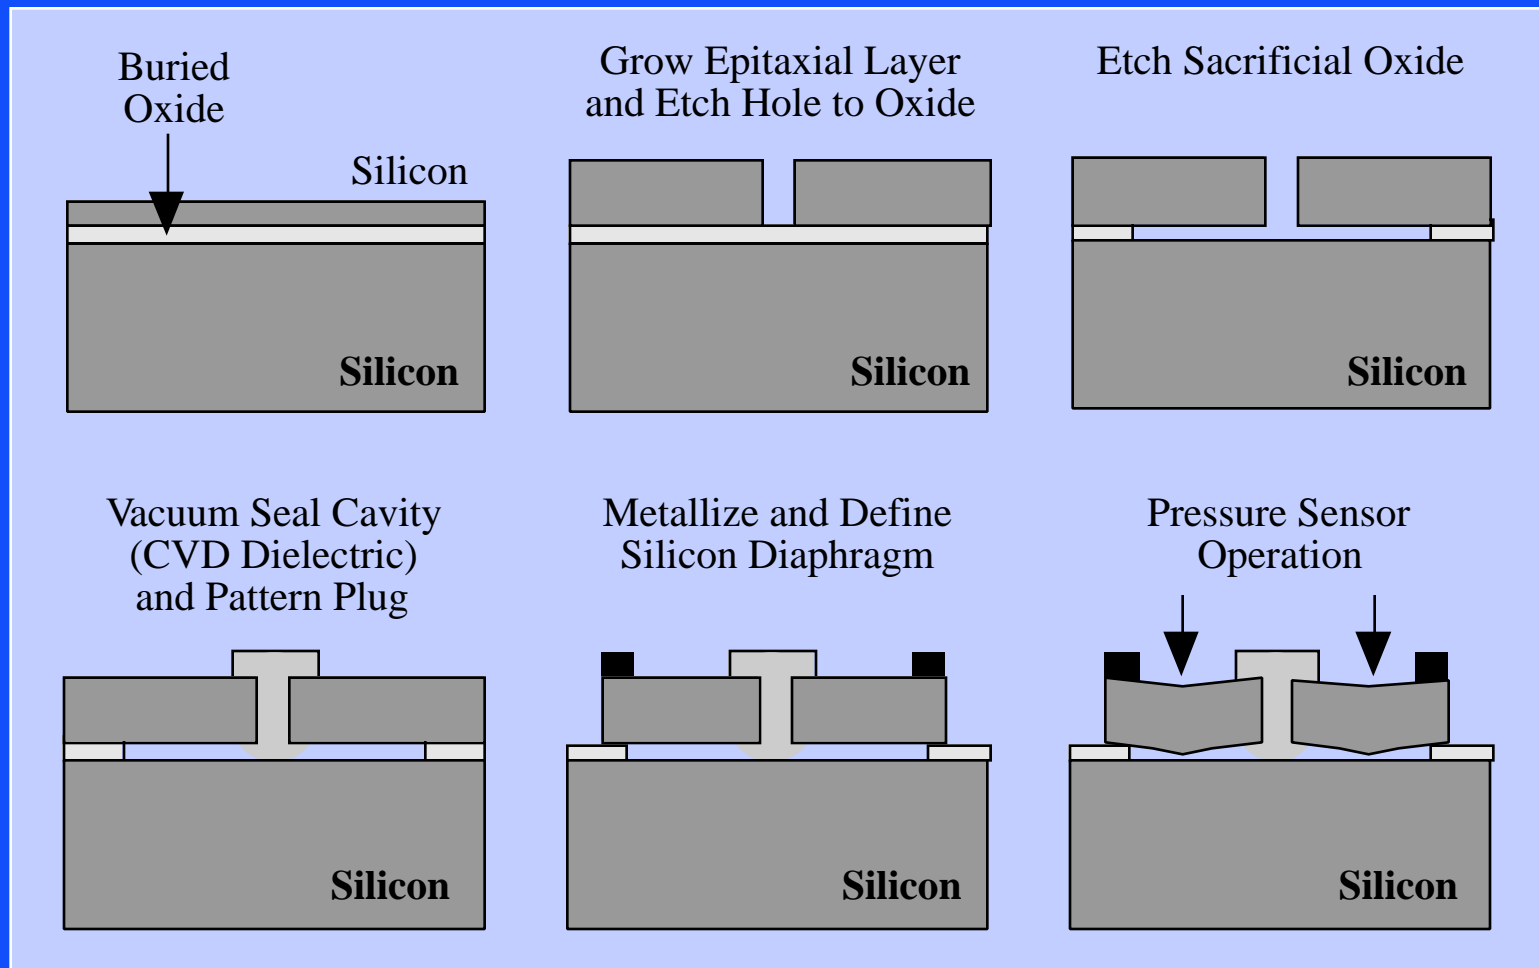 Buried
Oxide
Silicon
Silicon
Grow Epitaxial Layer
and Etch Hole to Oxide
Silicon
Etch Sacrificial Oxide
Silicon
Vacuum Seal Cavity
(CVD Dielectric)
and Pattern Plug
Silicon
Metallize and Define
Silicon Diaphragm
Silicon
Pressure Sensor
Operation
Silicon